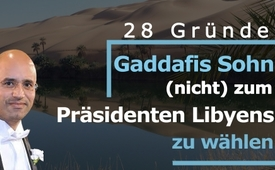 28 Gründe
Gaddafis Sohn
(nicht) zum
Präsidenten Libyens
zu wählen